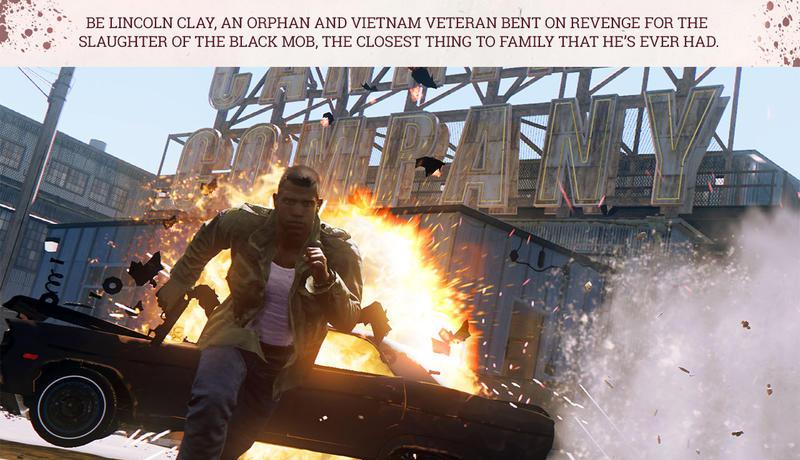 BE LINCOLN CLAY, AN ORPHAN AND VIETNAM VETERAN BENT ON REVENGE FOR THE
SLAUGHTER OF THE BLACK MOB, THE CLOSEST THING TO FAMILY THAT HE'S EVER HAD.
COMPANY